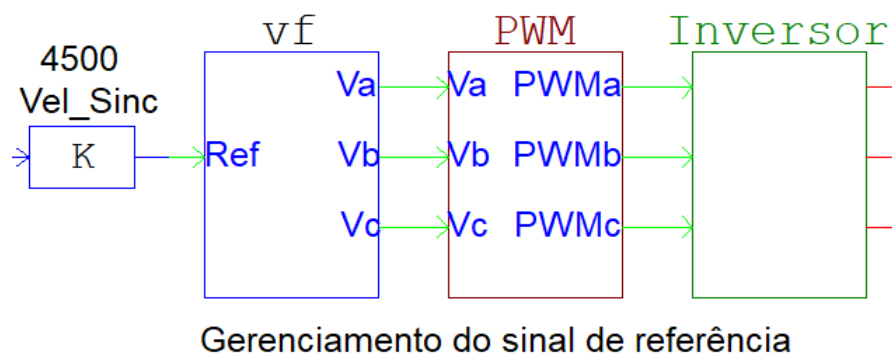 vf
PWM
Inversor
4500
Vel_Sinc
K
Ref
Va
Va
PWMa
Vb
Vb
PWMb
Vc
Vc
PWMc
Gerenciamento do sinal de referência